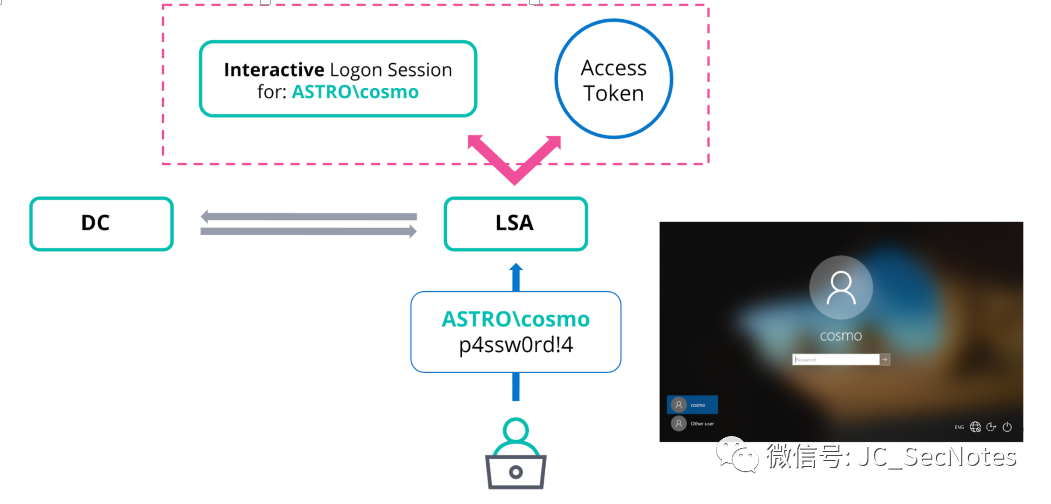 Interactive Logon Session
for: ASTRO\cosmo
Access
Token
DC
LSA
ASTRO\cosmo
p4ssw0rd!4
cosmo
Password
cosmo
Other user
ENG
微信号: JC_SecNotes